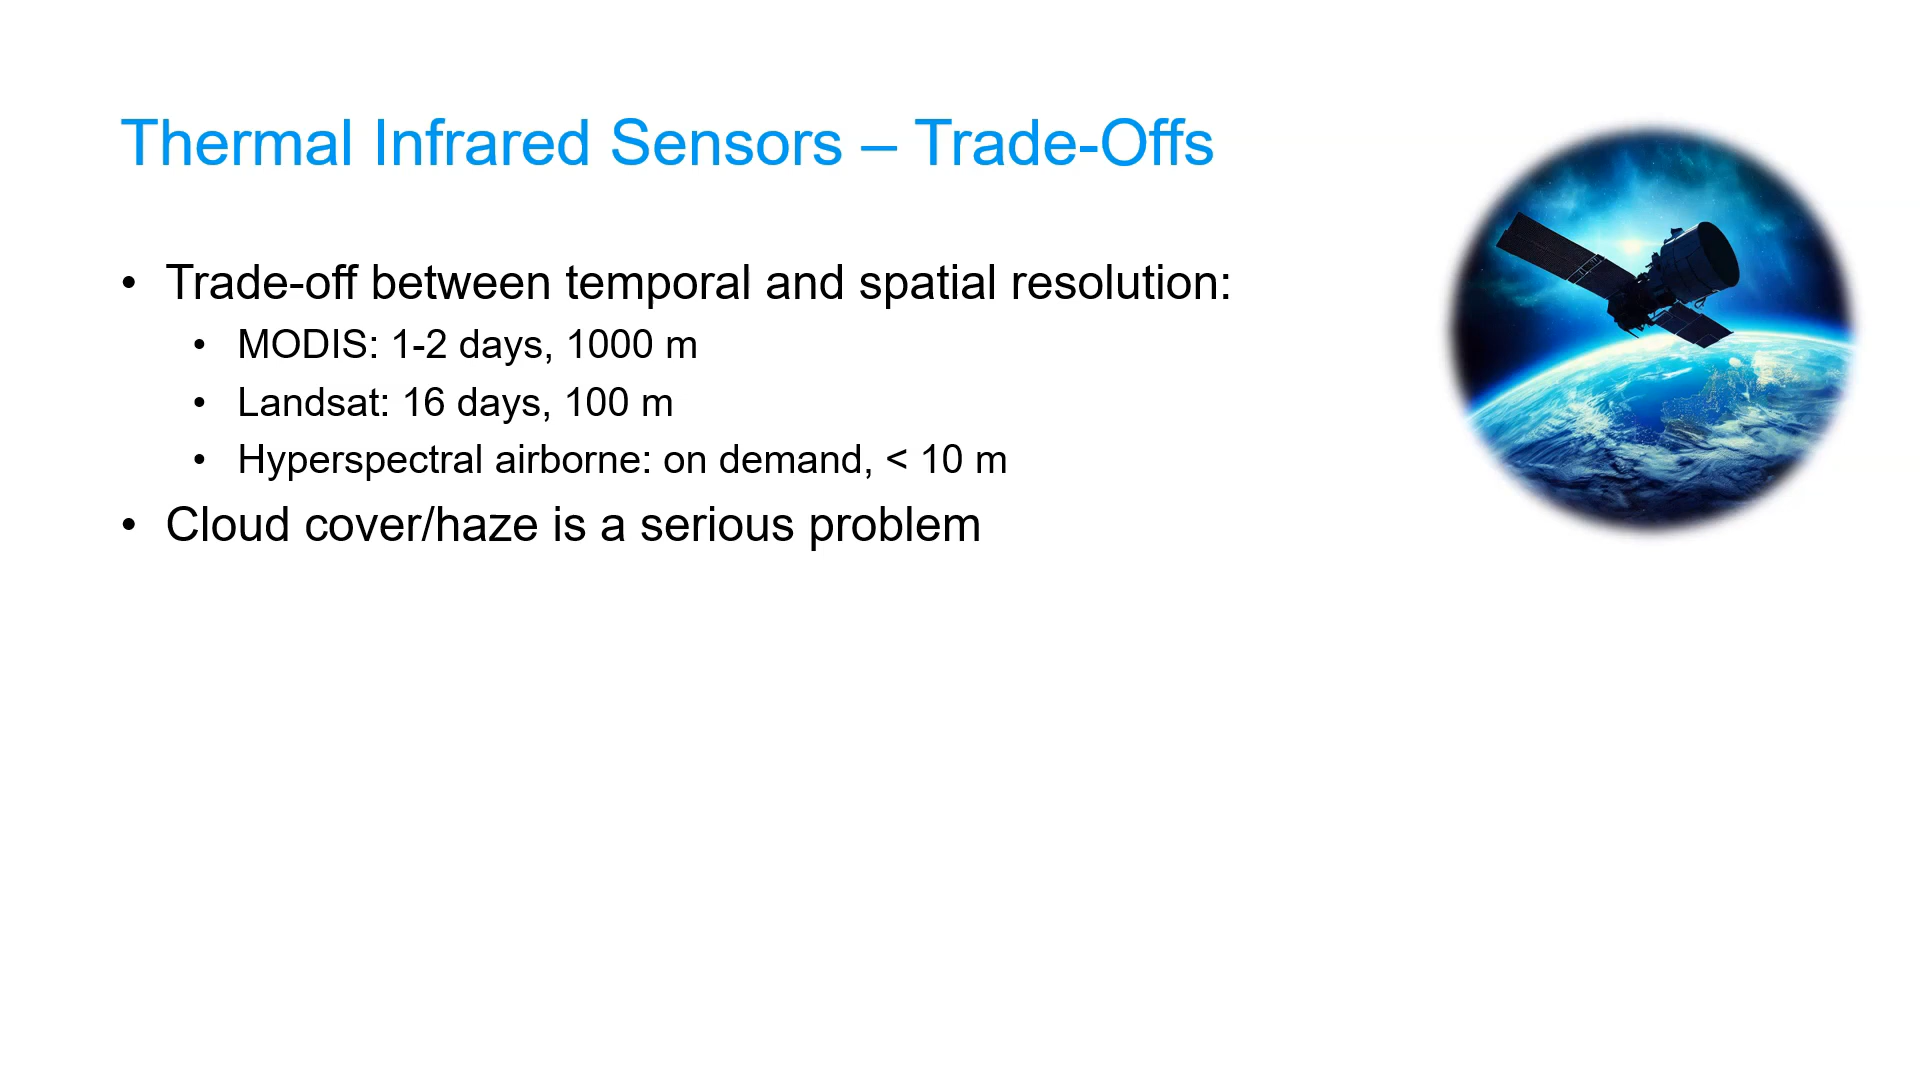 Thermal Infrared Sensors – Trade-Offs
• Trade-off between temporal and spatial resolution:
• MODIS: 1-2 days, 1000 m
• Landsat: 16 days, 100 m
• Hyperspectral airborne: on demand, < 10 m
• Cloud cover/haze is a serious problem